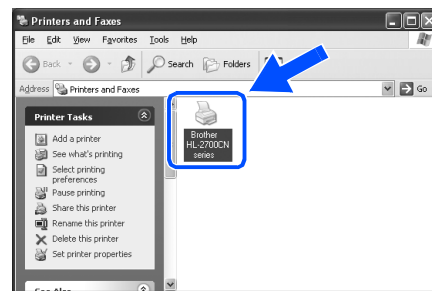 Printers and Faxes
File Edit View Favorites Tools Help
Back Search Folders
Address Printers and Faxes Go
Printer Tasks
Add a printer
See what's printing
Select printing
preferences
Pause printing
Share this printer
Rename this printer
Delete this printer
Set printer properties
See Also
Brother
HL-2700CN
series